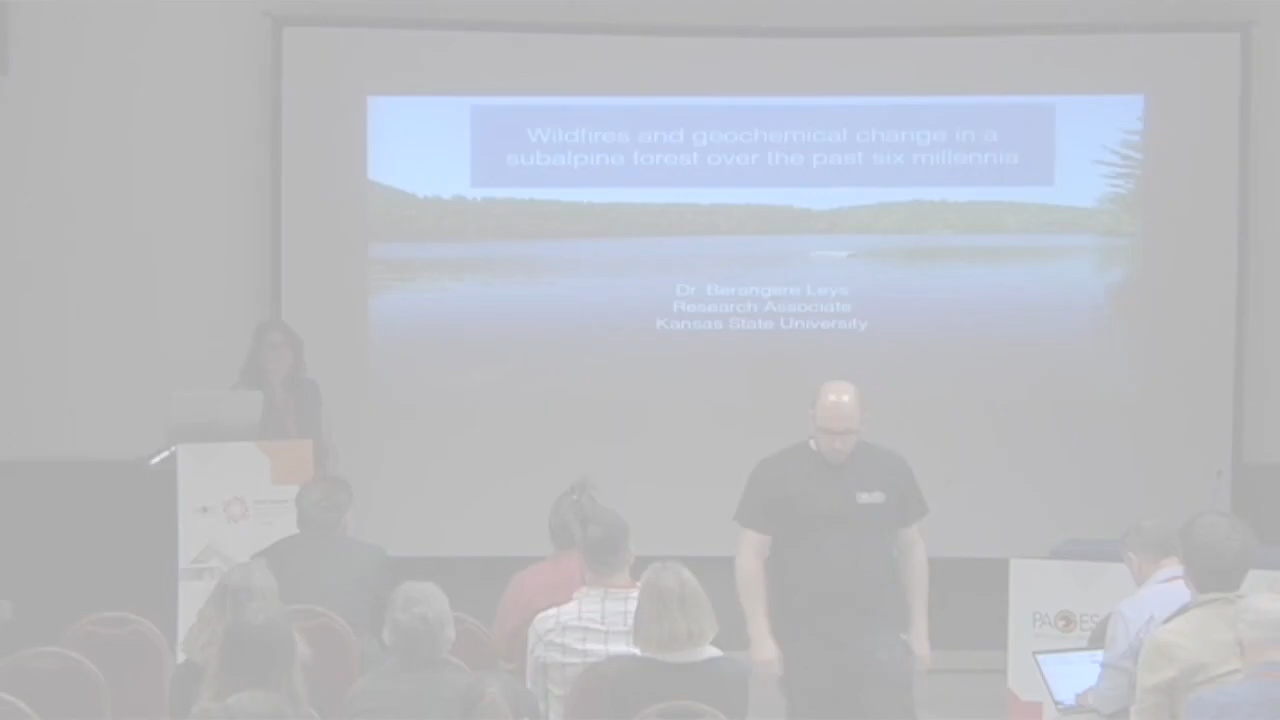 Wildfires and geochemical change in a
subalpine forest over the past six millennia
Dr. Berangere Leys
Research Associate
Kansas State University
PAGES